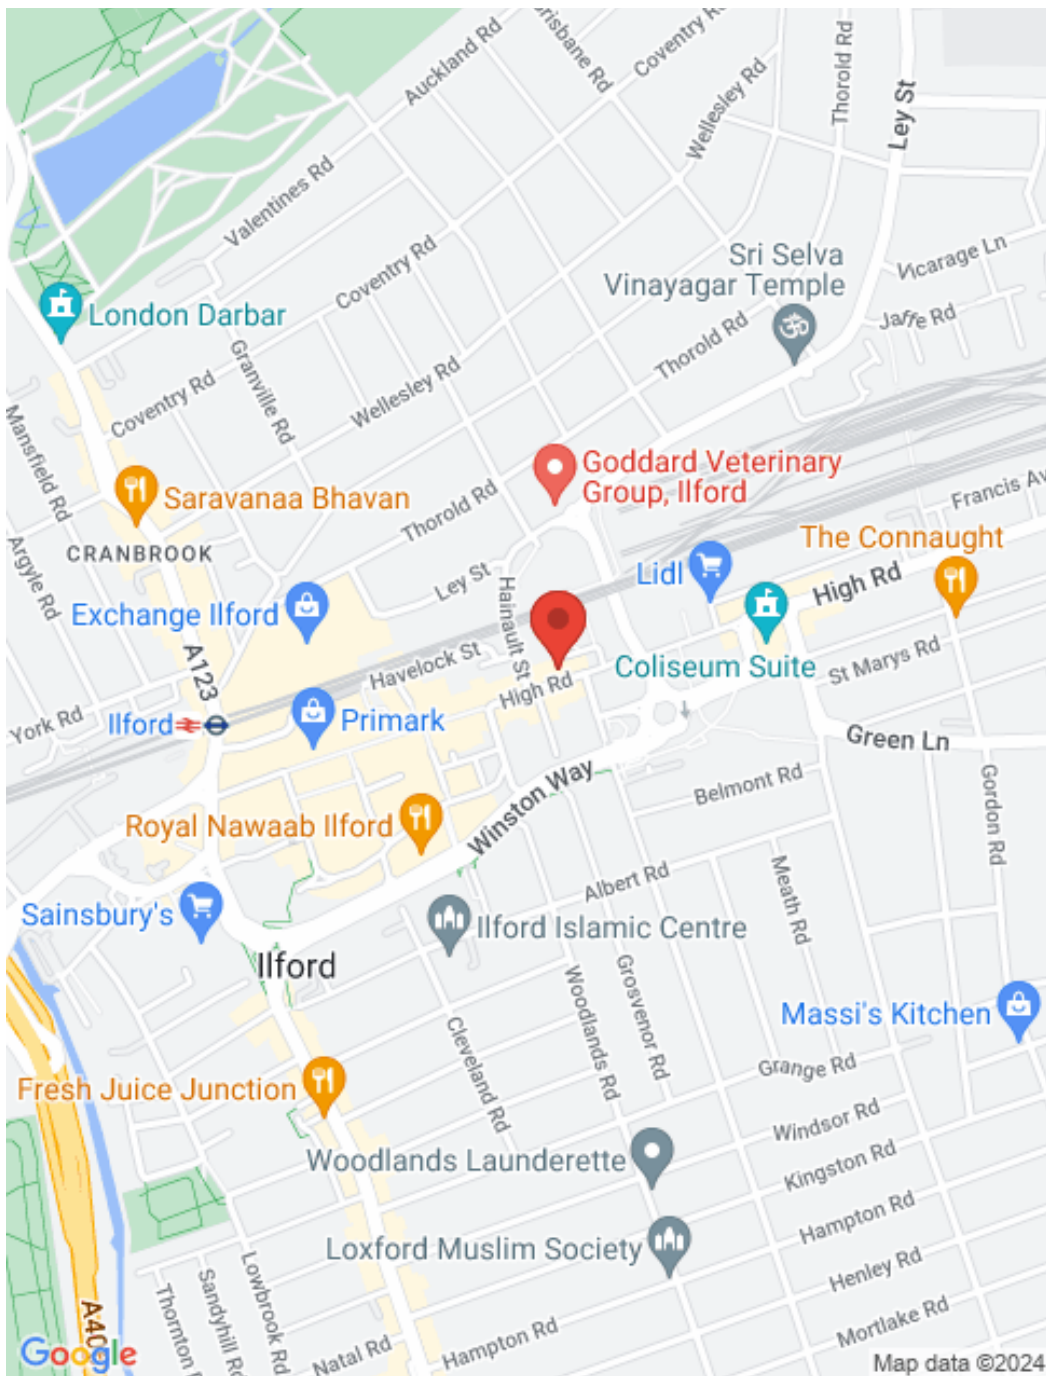 Auckland Rd
Brisbane Rd
Coventry Rd
Wellesley Rd
Thorold Rd
Ley St
Valentines Rd
Coventry Rd
Sri Selva
Vinayagar Temple
Vicarage Ln
Jaffe Rd
London Darbar
Granville Rd
Thorold Rd
Coventry Rd
Wellesley Rd
Mansfield Rd
Goddard Veterinary
Group, Ilford
Saravanaa Bhavan
Thorold Rd
Francis Av
CRANBROOK
Argyle Rd
The Connaught
Ley St
Lidl
High Rd
Exchange Ilford
Hainault St
A123
Havelock St
Coliseum Suite
St Marys Rd
High Rd
York Rd
Ilford
Primark
Green Ln
Belmont Rd
Gordon Rd
Winston Way
Royal Nawaab Ilford
Albert Rd
Meath Rd
Sainsbury's
Ilford Islamic Centre
Ilford
Woodlands Rd
Grosvenor Rd
Massi's Kitchen
Cleveland Rd
Grange Rd
Fresh Juice Junction
Windsor Rd
Woodlands Launderette
Kingston Rd
Hampton Rd
Loxford Muslim Society
Henley Rd
Lowbrook Rd
Sandyhill Rd
Thornton
A40
Mortlake Rd
Hampton Rd
Natal Rd
Google
Map data ©2024